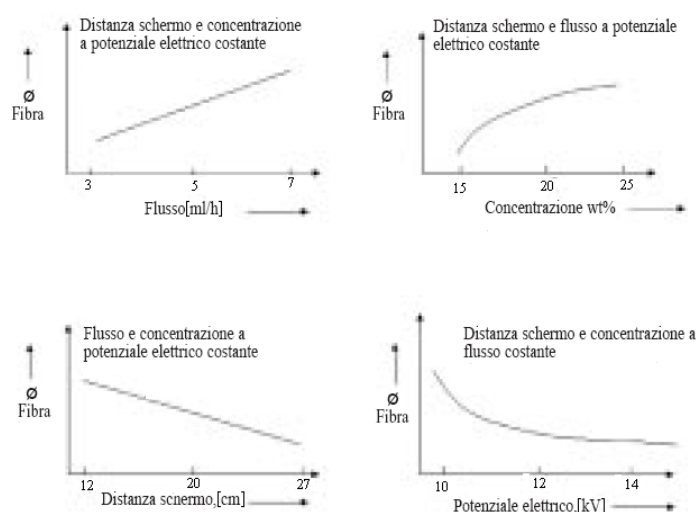 Distanza schermo e concentrazione
a potenziale elettrico costante
Ø
Fibra
3
5
7
Flusso[ml/h]
Distanza schermo e flusso a potenziale
elettrico costante
Ø
Fibra
15
20
25
Concentrazione wt%
Flusso e concentrazione a
potenziale elettrico costante
Ø
Fibra
12
20
27
Distanza scnermo,[cm]
Distanza schermo e concentrazione a
flusso costante
Ø
Fibra
10
12
14
Potenziale elettrico,[kV]